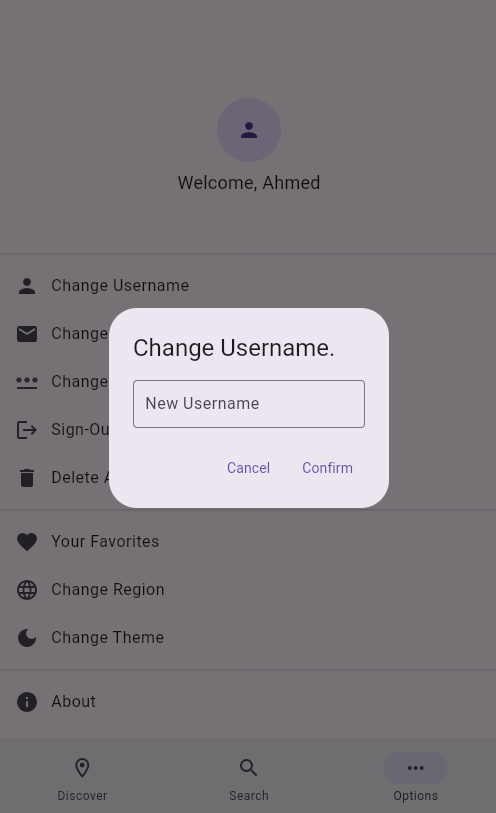 Welcome, Ahmed
Change Username
Change
Change
Sign-Ou
Delete A
Change Username.
New Username
Cancel Confirm
Your Favorites
Change Region
Change Theme
About
Discover Search Options